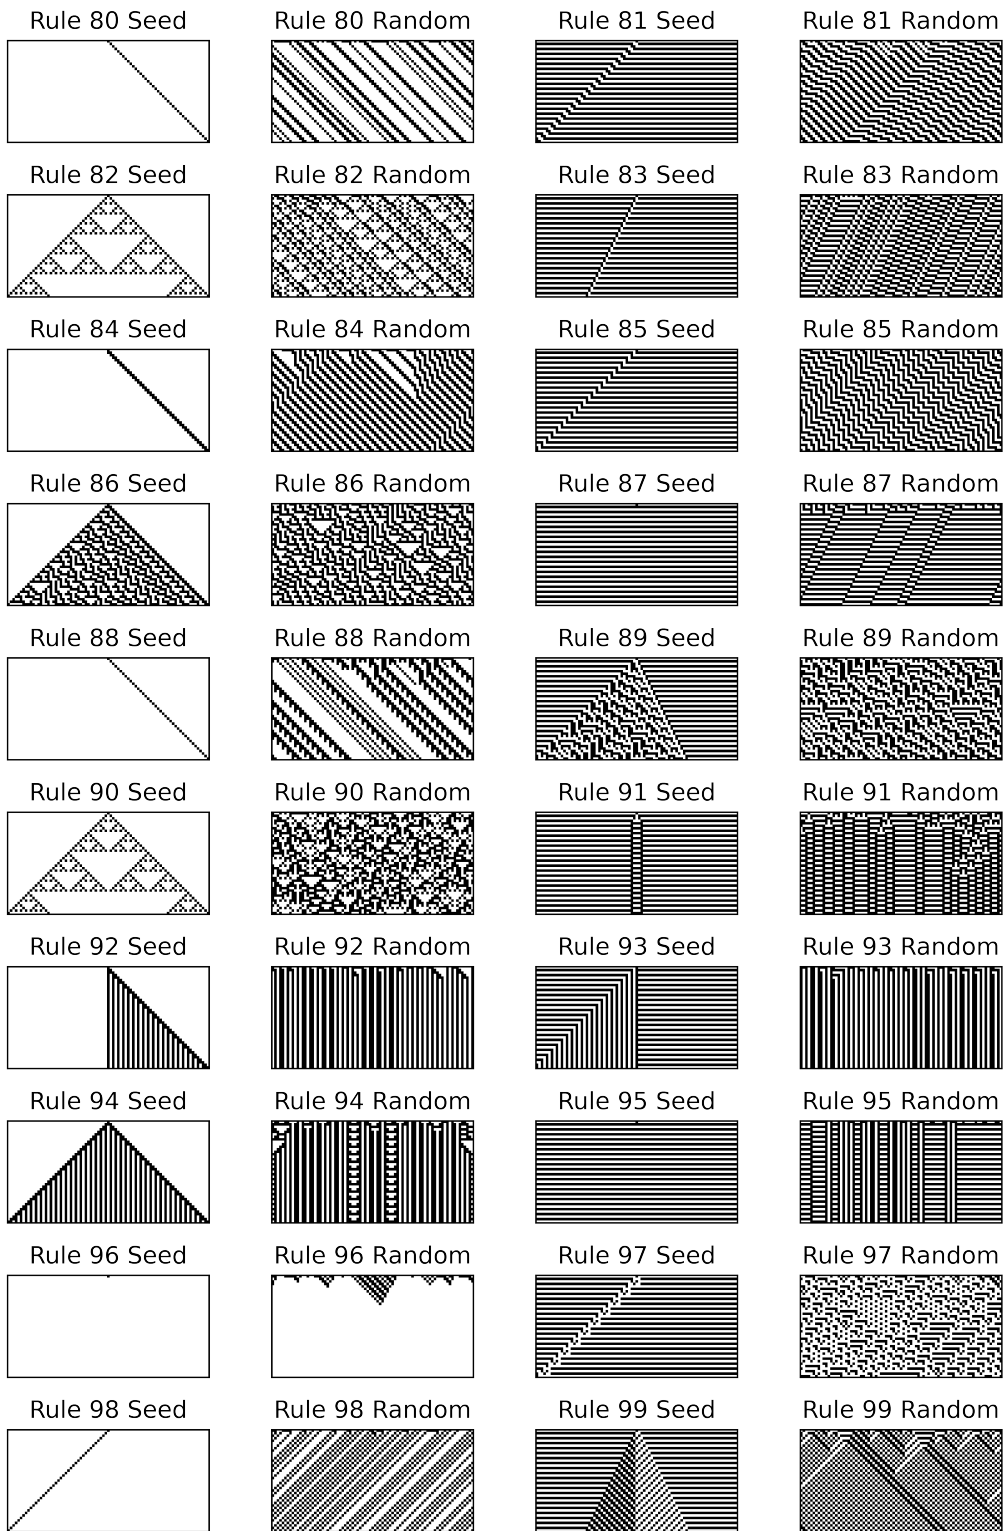 Rule 80 Seed Rule 80 Random Rule 81 Seed Rule 81 Random
Rule 82 Seed Rule 82 Random Rule 83 Seed Rule 83 Random
Rule 84 Seed Rule 84 Random Rule 85 Seed Rule 85 Random
Rule 86 Seed Rule 86 Random Rule 87 Seed Rule 87 Random
Rule 88 Seed Rule 88 Random Rule 89 Seed Rule 89 Random
Rule 90 Seed Rule 90 Random Rule 91 Seed Rule 91 Random
Rule 92 Seed Rule 92 Random Rule 93 Seed Rule 93 Random
Rule 94 Seed Rule 94 Random Rule 95 Seed Rule 95 Random
Rule 96 Seed Rule 96 Random Rule 97 Seed Rule 97 Random
Rule 98 Seed Rule 98 Random Rule 99 Seed Rule 99 Random